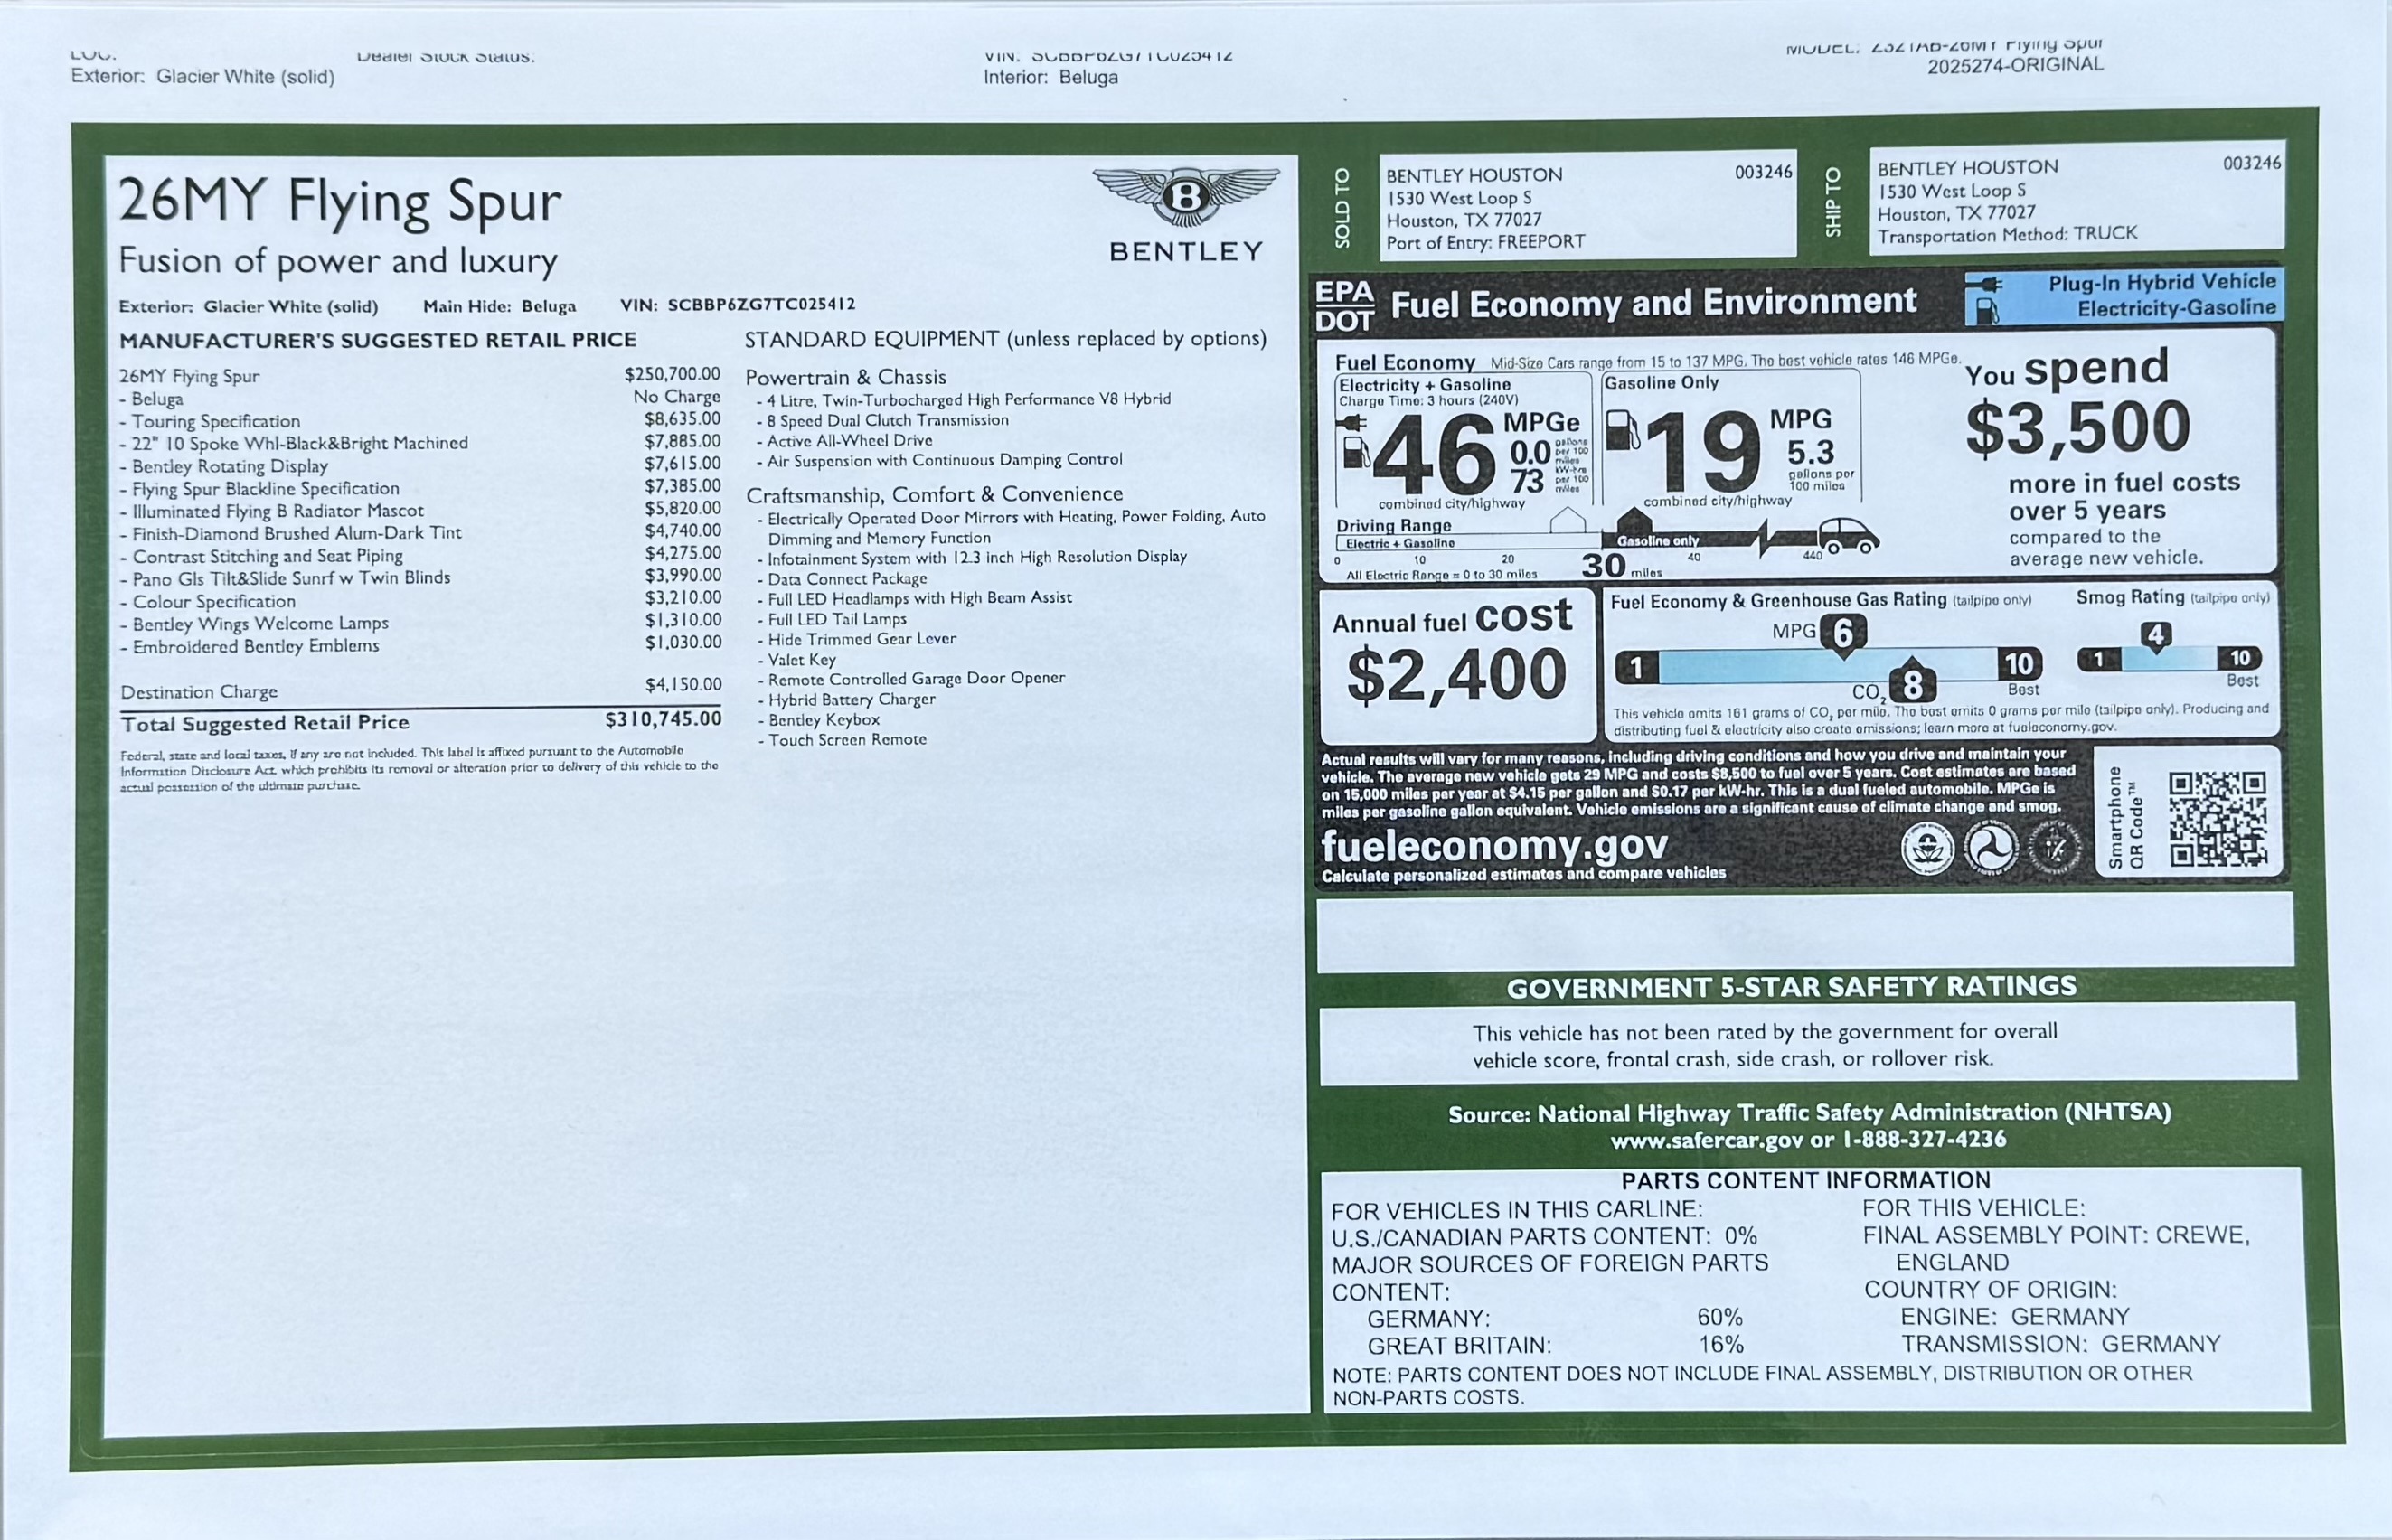 Exterior: Glacier White (solid)
Interior: Beluga
Flying Spur
2025274-ORIGINAL
26MY Flying Spur
Fusion of power and luxury
B
BENTLEY
Exterior: Glacier White (solid) Main Hide: Beluga VIN: SCBBP6ZG7TC025412
MANUFACTURER'S SUGGESTED RETAIL PRICE
26MY Flying Spur $250,700.00
- Beluga No Charge
- Touring Specification $8,635.00
- 22" 10 Spoke Whl-Black&Bright Machined $7,885.00
- Bentley Rotating Display $7,615.00
- Flying Spur Blackline Specification $7,385.00
- Illuminated Flying B Radiator Mascot $5,820.00
- Finish-Diamond Brushed Alum-Dark Tint $4,740.00
- Contrast Stitching and Seat Piping $4,275.00
- Pano Gls Tilt&Slide Sunrf w Twin Blinds $3,990.00
- Colour Specification $3,210.00
- Bentley Wings Welcome Lamps $1,310.00
- Embroidered Bentley Emblems $1,030.00
Destination Charge $4,150.00
Total Suggested Retail Price $310,745.00
Federal, state and local taxes, if any are not included. This label is affixed pursuant to the Automobile
Information Disclosure Act. which prohibits its removal or alteration prior to delivery of this vehicle to the
actual possession of the ultimate purchase.
STANDARD EQUIPMENT (unless replaced by options)
Powertrain & Chassis
- 4 Litre, Twin-Turbocharged High Performance V8 Hybrid
- 8 Speed Dual Clutch Transmission
- Active All-Wheel Drive
- Air Suspension with Continuous Damping Control
Craftsmanship, Comfort & Convenience
- Electrically Operated Door Mirrors with Heating, Power Folding, Auto
Dimming and Memory Function
- Infotainment System with 12.3 inch High Resolution Display
- Data Connect Package
- Full LED Headlamps with High Beam Assist
- Full LED Tail Lamps
- Hide Trimmed Gear Lever
- Valet Key
- Remote Controlled Garage Door Opener
- Hybrid Battery Charger
- Bentley Keybox
- Touch Screen Remote
SOLD TO
BENTLEY HOUSTON 003246
1530 West Loop S
Houston, TX 77027
Port of Entry: FREEPORT
SHIP TO
BENTLEY HOUSTON 003246
1530 West Loop S
Houston, TX 77027
Transportation Method: TRUCK
EPA
DOT
Fuel Economy and Environment
Plug-In Hybrid Vehicle
Electricity-Gasoline
Fuel Economy Mid-Size Cars range from 15 to 137 MPG. The best vehicle rates 146 MPGe.
Electricity + Gasoline
Charge Time: 3 hours (240V)
46 MPGe
0.0 gallons per 100 miles
73 kW-hrs per 100 miles
combined city/highway
Gasoline Only
19 MPG
5.3
gallons per
100 miles
combined city/highway
Driving Range
Electric + Gasoline
Gasoline only
0 10 20 30 miles 40 440
All Electric Range = 0 to 30 miles
You spend
$3,500
more in fuel costs
over 5 years
compared to the
average new vehicle.
Annual fuel cost
$2,400
Fuel Economy & Greenhouse Gas Rating (tailpipe only)
MPG 6
1 10
Best
CO2 8
Smog Rating (tailpipe only)
4
1 10
Best
This vehicle emits 161 grams of CO2 per mile. The best emits 0 grams per mile (tailpipe only). Producing and
distributing fuel & electricity also create emissions; learn more at fueleconomy.gov.
Actual results will vary for many reasons, including driving conditions and how you drive and maintain your
vehicle. The average new vehicle gets 29 MPG and costs $8,500 to fuel over 5 years. Cost estimates are based
on 15,000 miles per year at $4.15 per gallon and $0.17 per kW-hr. This is a dual fueled automobile. MPGe is
miles per gasoline gallon equivalent. Vehicle emissions are a significant cause of climate change and smog.
fueleconomy.gov
Calculate personalized estimates and compare vehicles
Smartphone
QR Code™
GOVERNMENT 5-STAR SAFETY RATINGS
This vehicle has not been rated by the government for overall
vehicle score, frontal crash, side crash, or rollover risk.
Source: National Highway Traffic Safety Administration (NHTSA)
www.safercar.gov or 1-888-327-4236
PARTS CONTENT INFORMATION
FOR VEHICLES IN THIS CARLINE:
U.S./CANADIAN PARTS CONTENT: 0%
MAJOR SOURCES OF FOREIGN PARTS
CONTENT:
GERMANY: 60%
GREAT BRITAIN: 16%
FOR THIS VEHICLE:
FINAL ASSEMBLY POINT: CREWE,
ENGLAND
COUNTRY OF ORIGIN:
ENGINE: GERMANY
TRANSMISSION: GERMANY
NOTE: PARTS CONTENT DOES NOT INCLUDE FINAL ASSEMBLY, DISTRIBUTION OR OTHER
NON-PARTS COSTS.